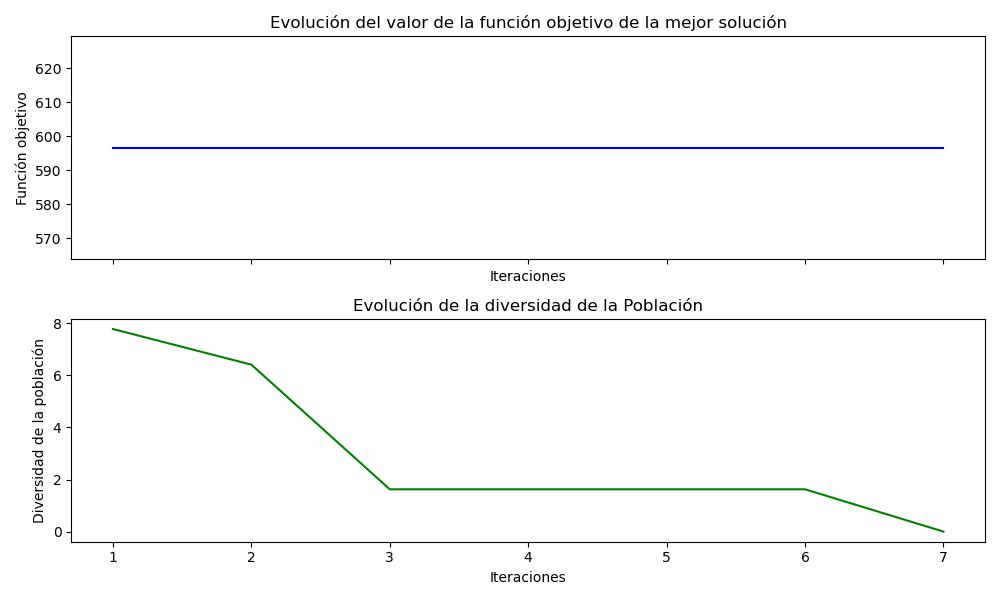 Evolución del valor de la función objetivo de la mejor solución
Función objetivo
620
610
600
590
580
570
Iteraciones
Evolución de la diversidad de la Población
Diversidad de la población
8
6
4
2
0
1 2 3 4 5 6 7
Iteraciones